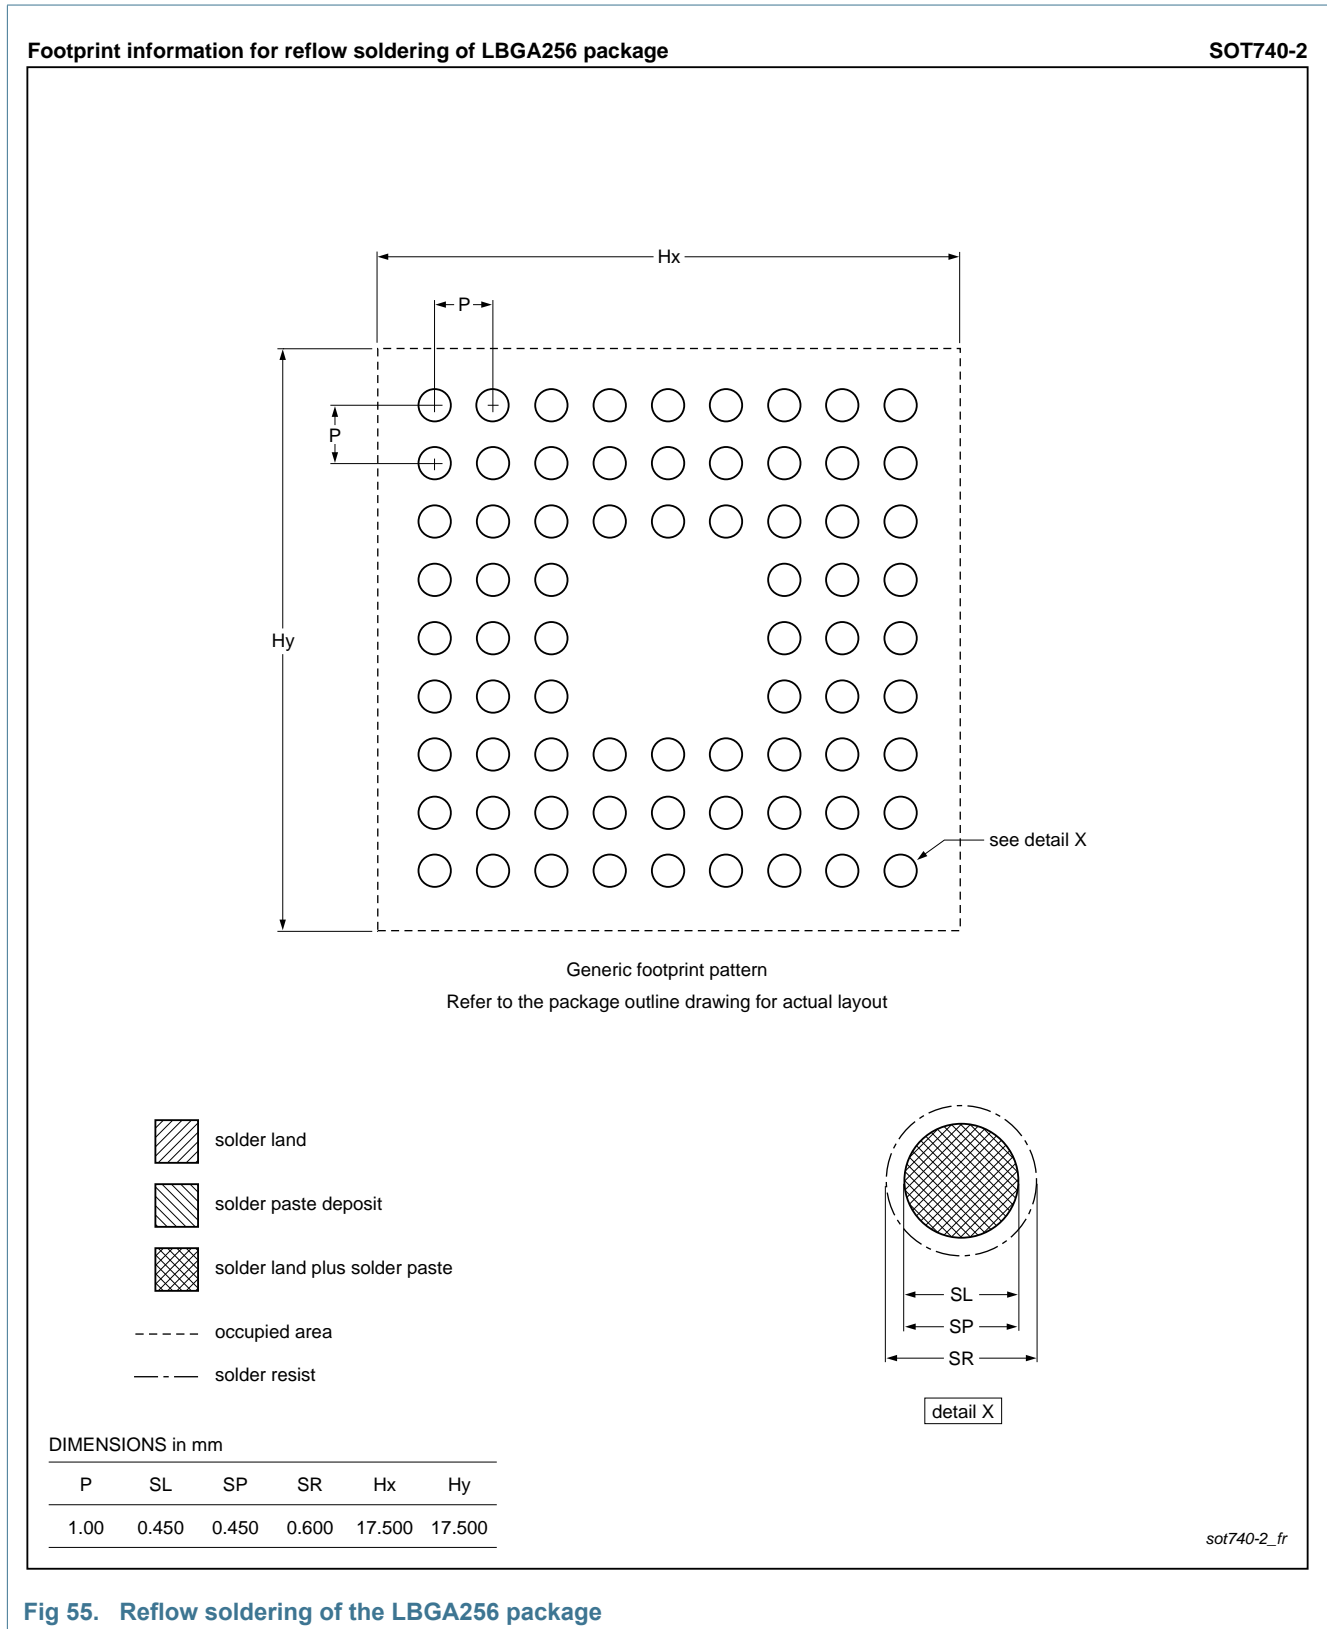 Footprint information for reflow soldering of LBGA256 package SOT740-2
Hx
P
P
Hy
see detail X
Generic footprint pattern
Refer to the package outline drawing for actual layout
solder land
solder paste deposit
solder land plus solder paste
occupied area
solder resist
SL
SP
SR
detail X
DIMENSIONS in mm
P SL SP SR Hx Hy
1.00 0.450 0.450 0.600 17.500 17.500
sot740-2_fr
Fig 55. Reflow soldering of the LBGA256 package